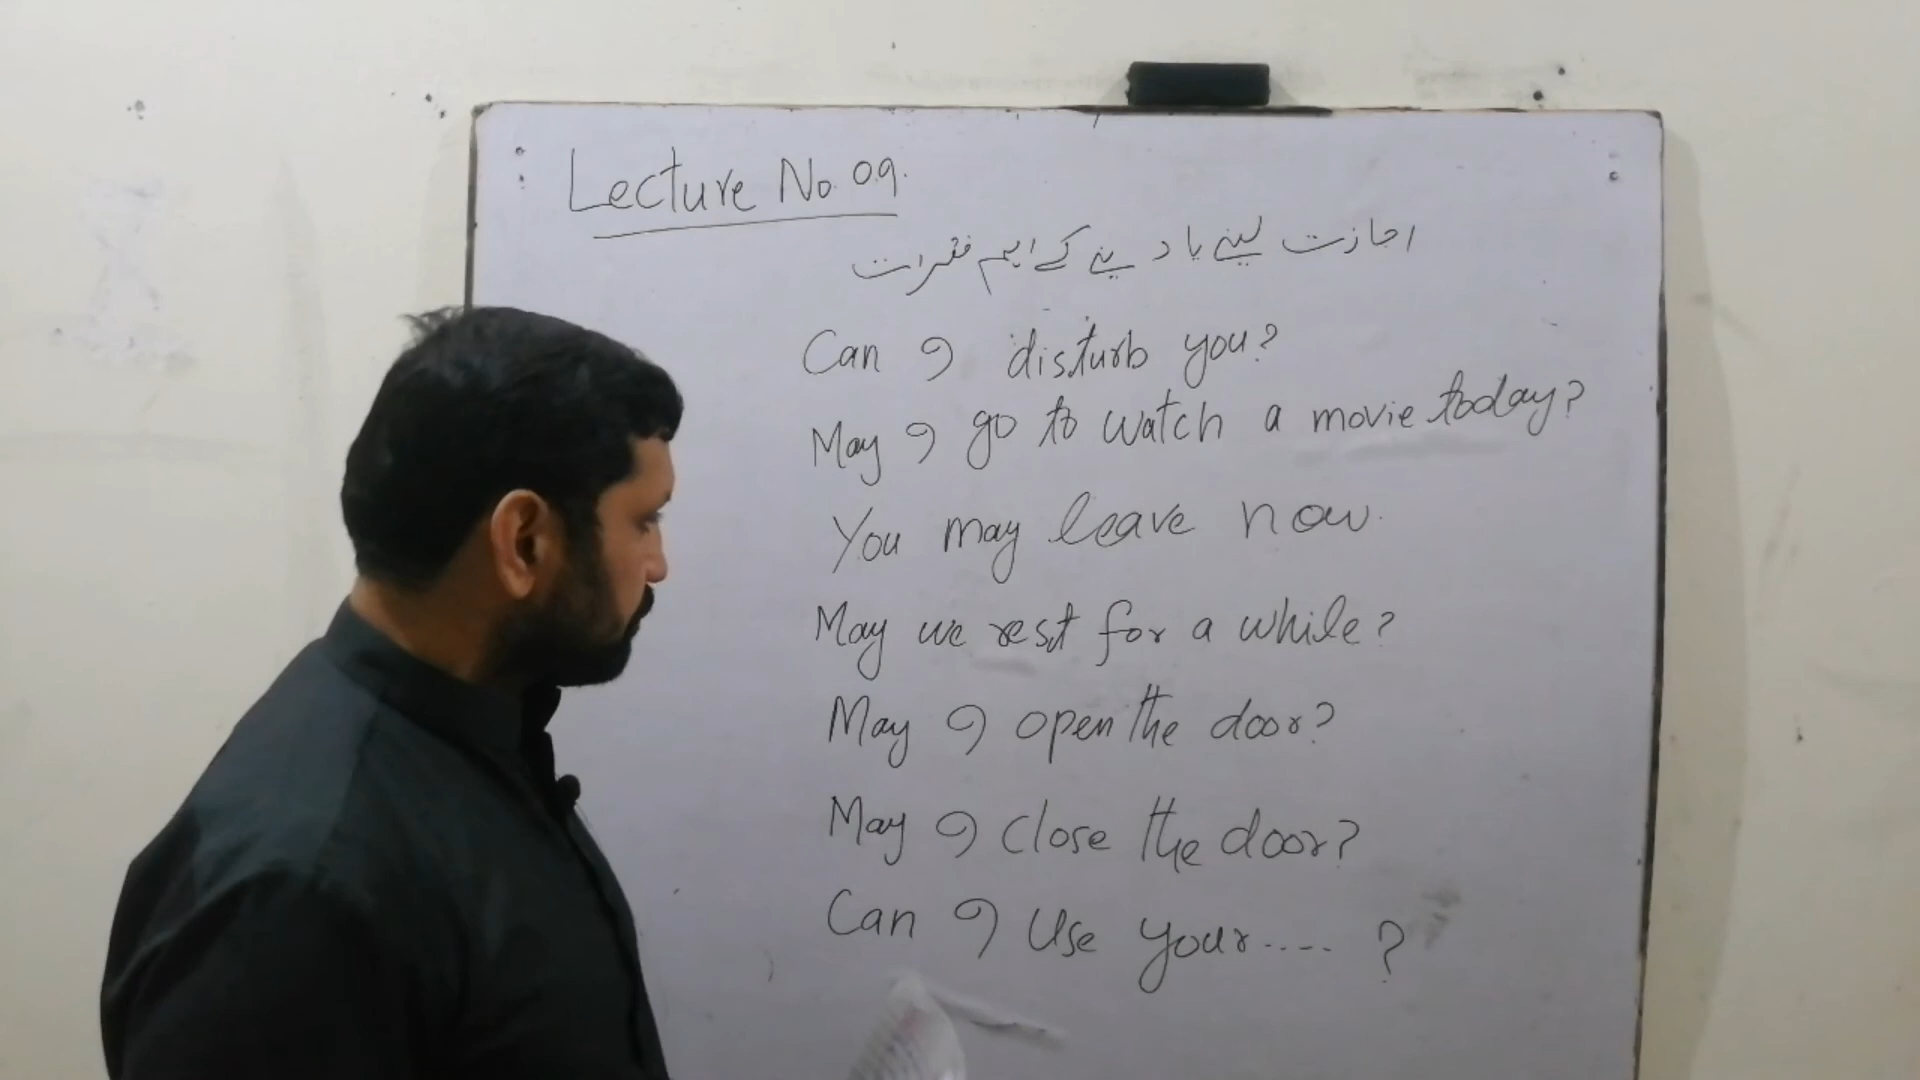 Lecture No. 09.
اجازت لینے یا دینے کے اہم فقرات
Can I disturb you?
May I go to watch a movie today?
You may leave now.
May we rest for a while?
May I open the door?
May I close the door?
Can I Use your ..... ?